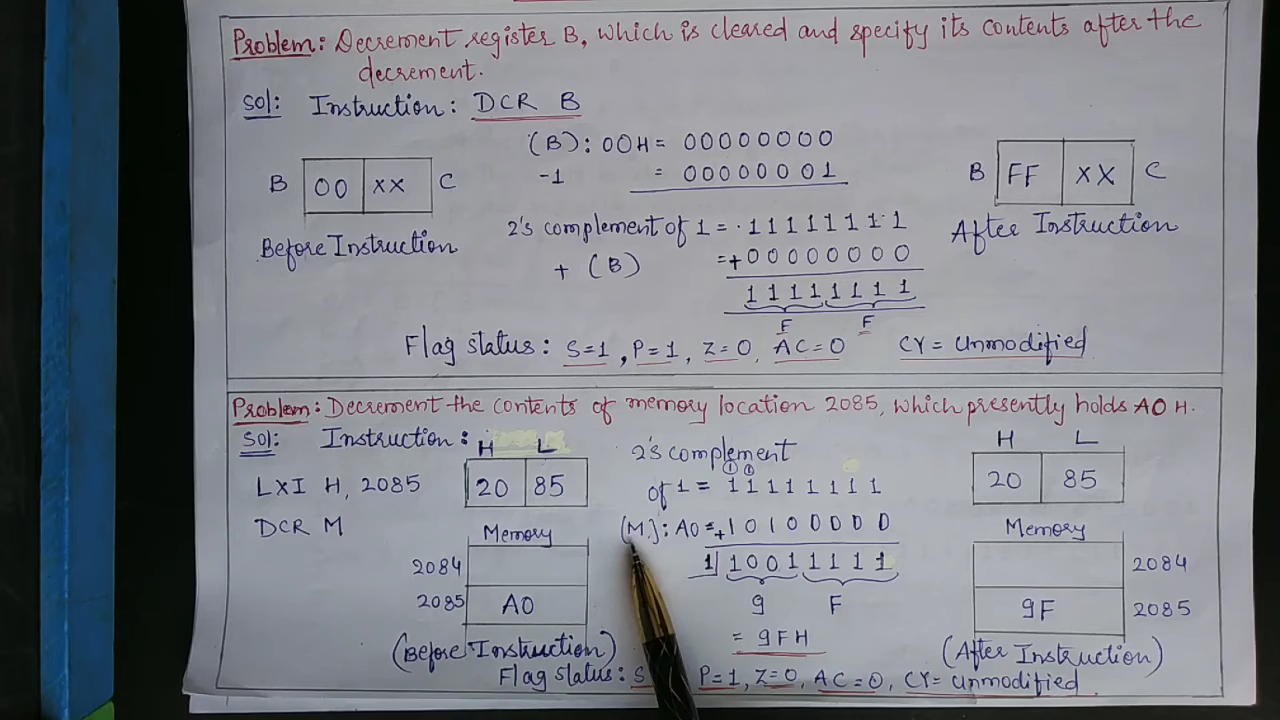 Problem: Decrement register B, which is cleared and specify its contents after the
decrement.
Sol: Instruction: DCR B
(B): 00H = 00000000
-1 = 00000001
B 00 XX C
Before Instruction
2's complement of 1 = 11111111
+ (B) = +00000000
11111111
F F
B FF XX C
After Instruction
Flag status: S=1, P=1, Z=0, AC=0 CY = Unmodified
Problem: Decrement the contents of memory location 2085, which presently holds A0 H.
Sol: Instruction:
LXI H, 2085
DCR M
H L
20 85
Memory
2084
2085 A0
(Before Instruction)
2's complement
① ①
of 1 = 11111111
(M): A0 = +10100000
1 10011111
9 F
= 9FH
H L
20 85
Memory
2084
9F 2085
(After Instruction)
Flag status: S P=1, Z=0, AC=0, CY= Unmodified